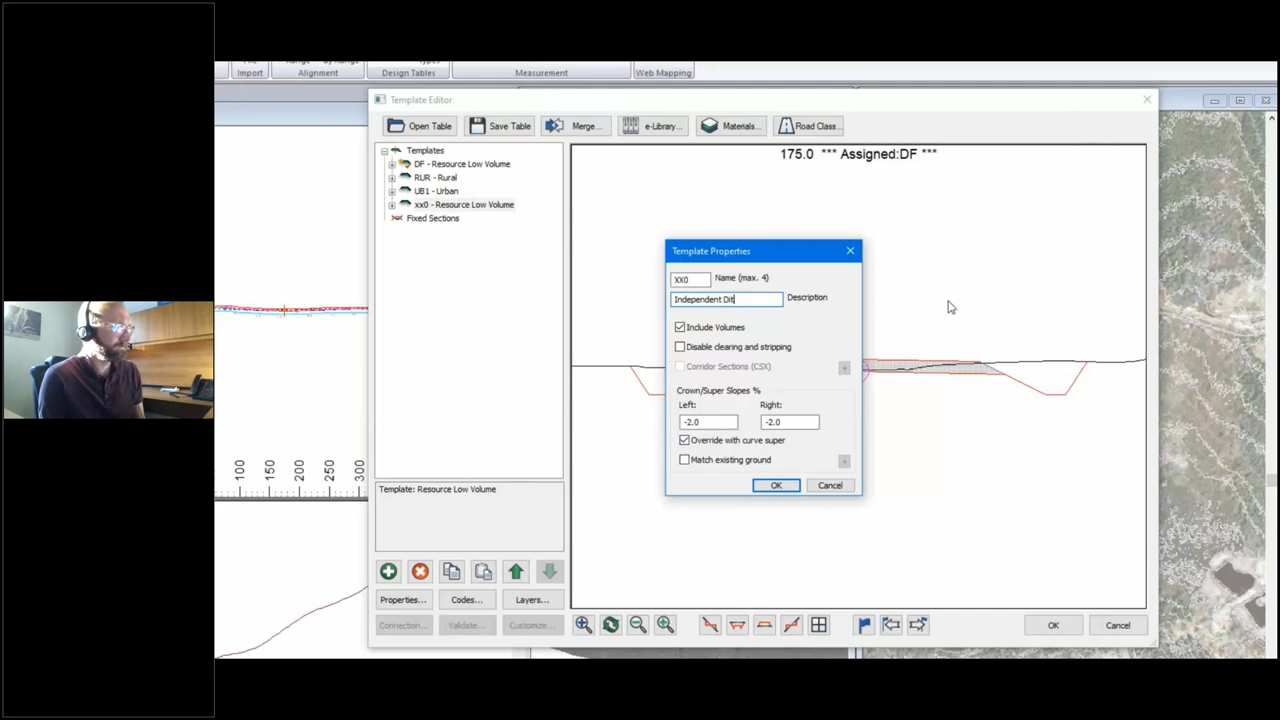 Import
Alignment
Design Tables
Measurement
Web Mapping
Template Editor
Open Table
Save Table
Merge...
e-Library...
Materials...
Road Class...
Templates
DF - Resource Low Volume
RUR - Rural
UB1 - Urban
xx0 - Resource Low Volume
Fixed Sections
175.0 *** Assigned:DF ***
Template Properties
XX0
Name (max. 4)
Independent Dit
Description
Include Volumes
Disable clearing and stripping
Corridor Sections (CSX)
Crown/Super Slopes %
Left:
Right:
-2.0
-2.0
Override with curve super
Match existing ground
OK
Cancel
100
150
200
250
300
Template: Resource Low Volume
Properties...
Codes...
Layers...
Connection...
Validate...
Customize...
OK
Cancel